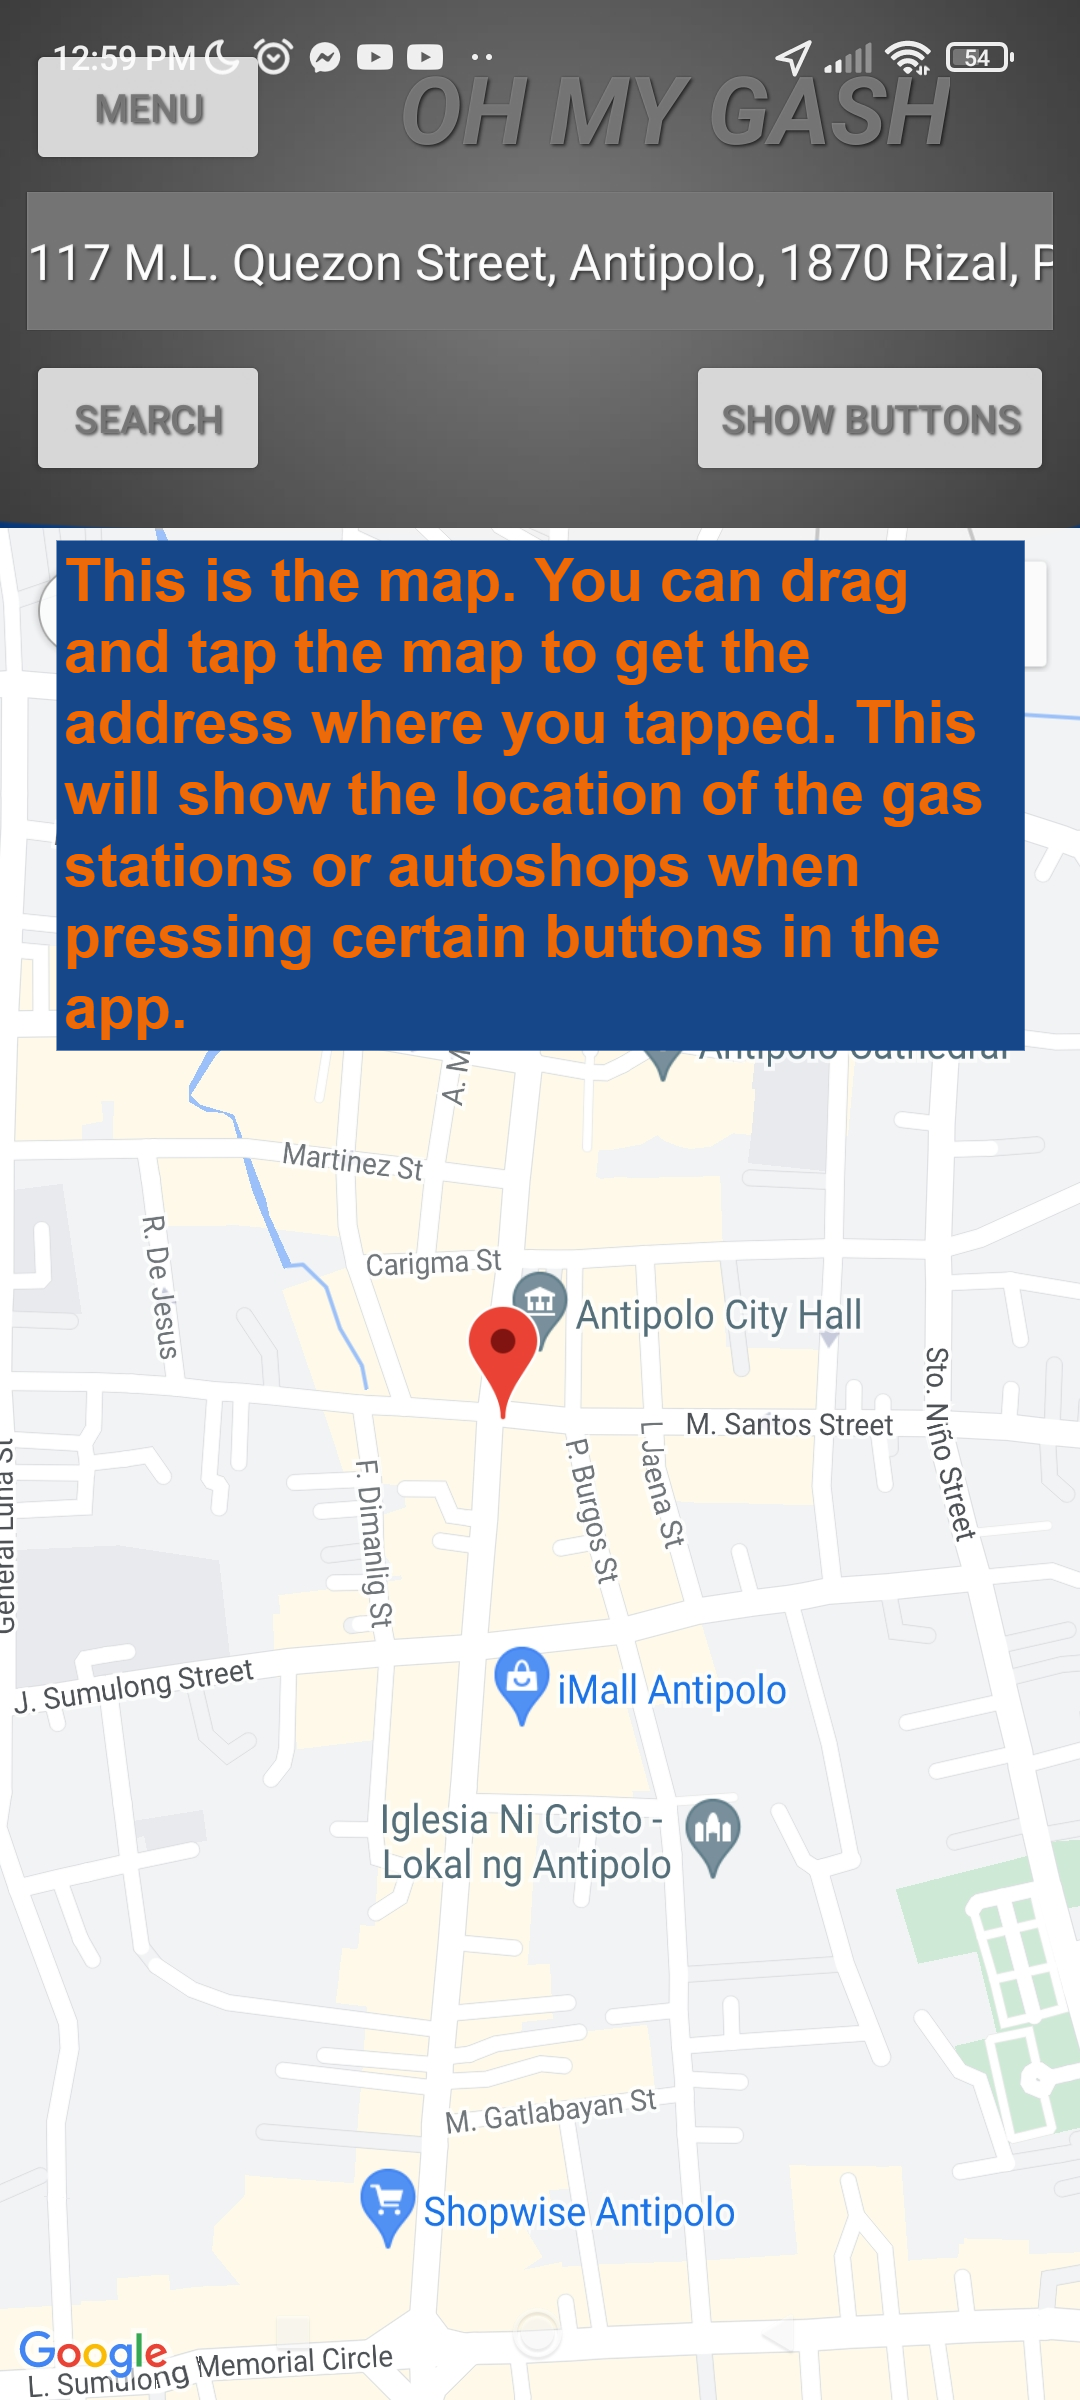 12:59 PM
54
MENU
OH MY GASH
117 M.L. Quezon Street, Antipolo, 1870 Rizal, P
SEARCH
SHOW BUTTONS
This is the map. You can drag
and tap the map to get the
address where you tapped. This
will show the location of the gas
stations or autoshops when
pressing certain buttons in the
app.
Antipolo Cathedral
A. M
Martinez St
R. De Jesus
Carigma St
Antipolo City Hall
Sto. Niño Street
M. Santos Street
L Jaena St
P. Burgos St
General Luna St
F. Dimanlig St
J. Sumulong Street
iMall Antipolo
Iglesia Ni Cristo -
Lokal ng Antipolo
M. Gatlabayan St
Shopwise Antipolo
Google
L. Sumulong Memorial Circle